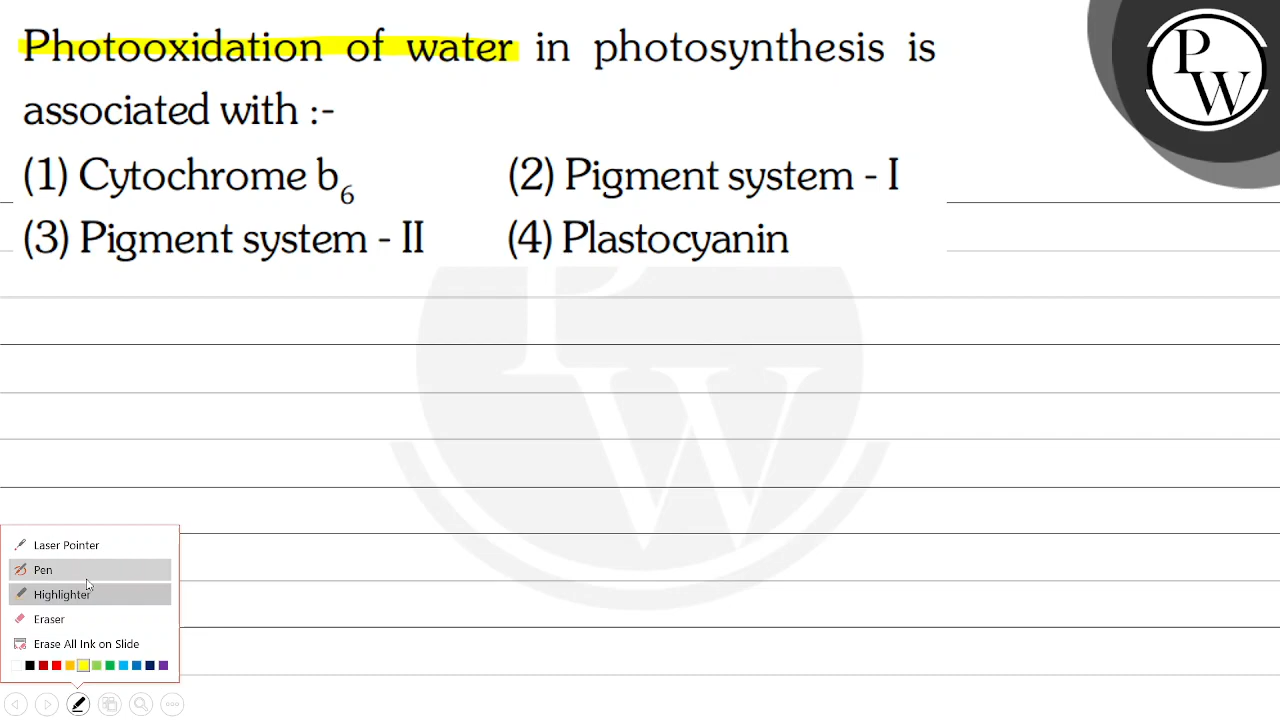 Photooxidation of water in photosynthesis is
associated with :-
(1) Cytochrome b₆ (2) Pigment system - I
(3) Pigment system - II (4) Plastocyanin
PW
PW
Laser Pointer
Pen
Highlighter
Eraser
Erase All Ink on Slide